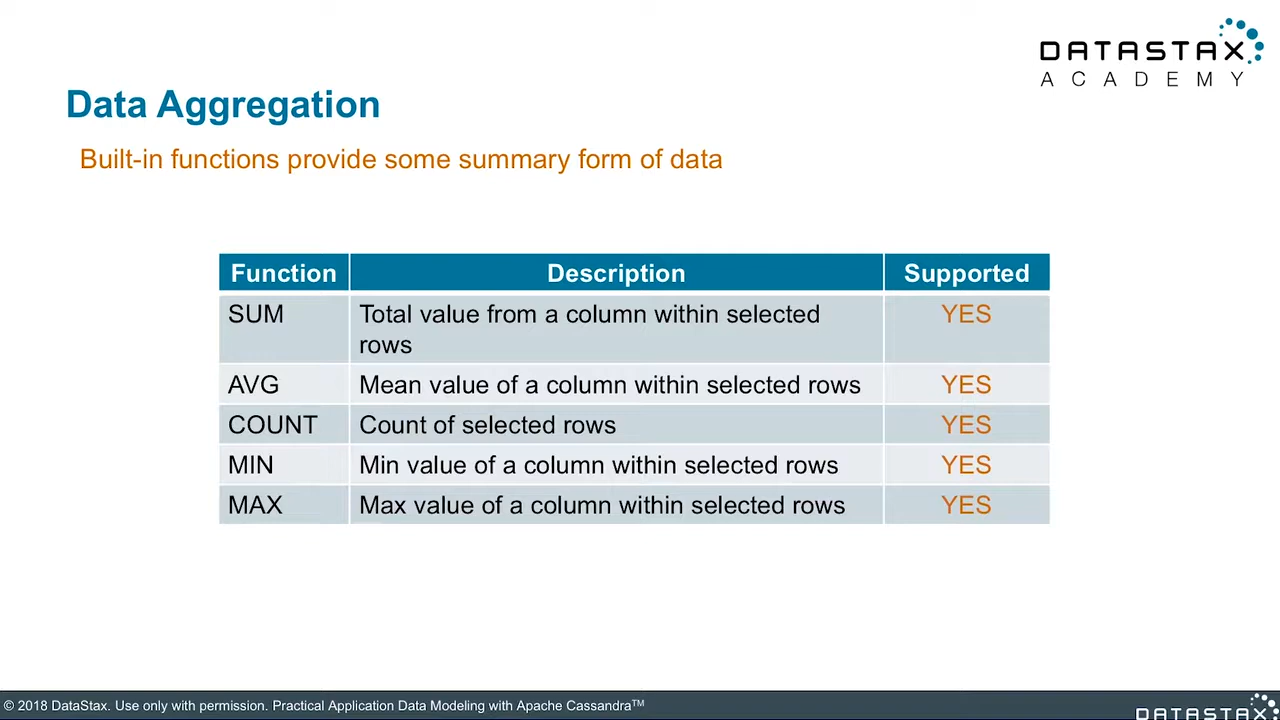 DATASTAX
ACADEMY
Data Aggregation
Built-in functions provide some summary form of data
Function Description Supported
SUM Total value from a column within selected YES
rows
AVG Mean value of a column within selected rows YES
COUNT Count of selected rows YES
MIN Min value of a column within selected rows YES
MAX Max value of a column within selected rows YES
© 2018 DataStax. Use only with permission. Practical Application Data Modeling with Apache Cassandra™
DATASTAX